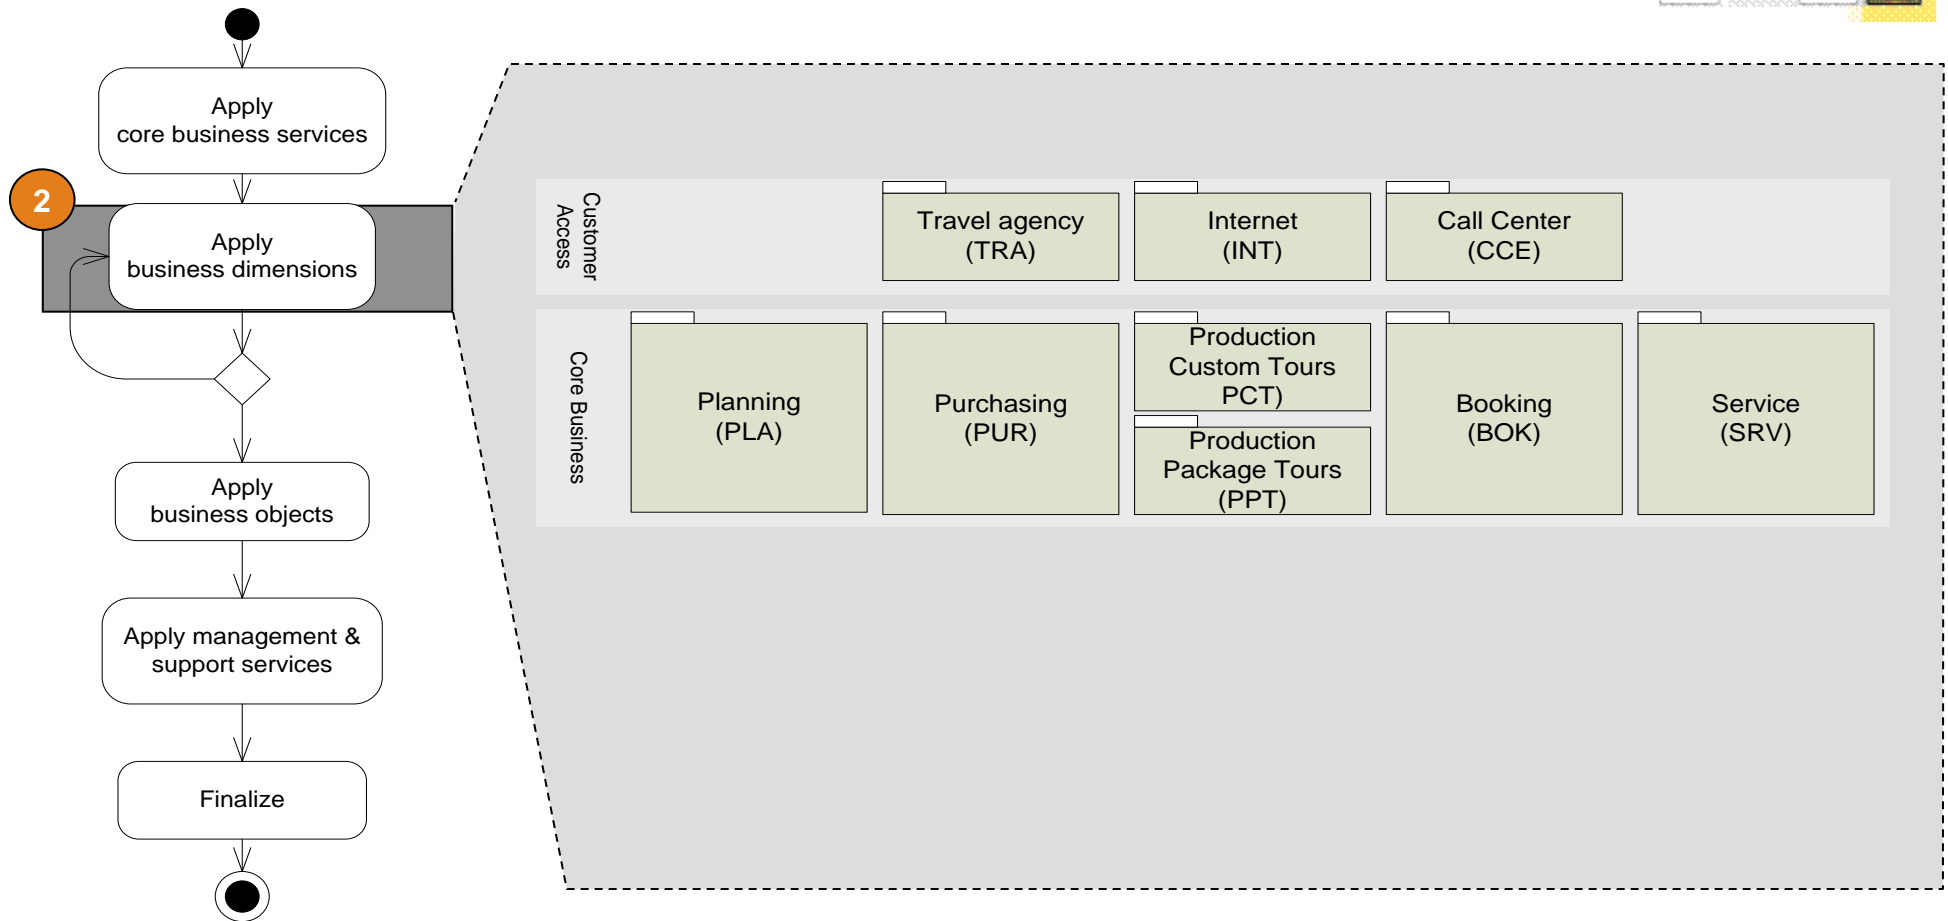 Apply
core business services
2
Apply
business dimensions
Apply
business objects
Apply management &
support services
Finalize
Customer
Access
Travel agency
(TRA)
Internet
(INT)
Call Center
(CCE)
Core Business
Planning
(PLA)
Purchasing
(PUR)
Production
Custom Tours
PCT)
Production
Package Tours
(PPT)
Booking
(BOK)
Service
(SRV)